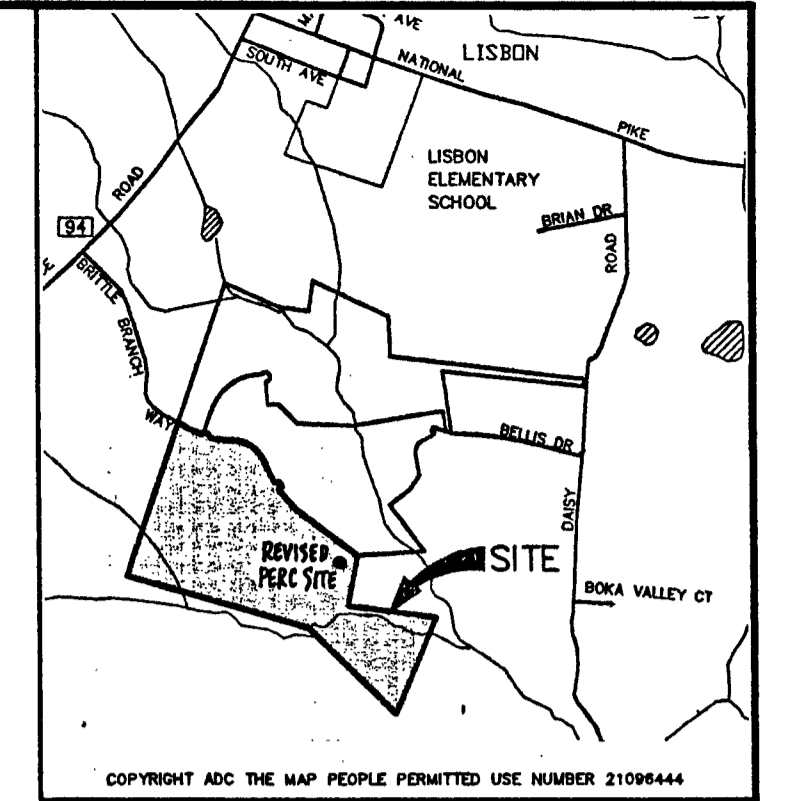 AVE
LISBON
SOUTH AVE
NATIONAL
PIKE
LISBON
ELEMENTARY
SCHOOL
BRIAN DR
ROAD
94
ROAD
BRITTLE
BRANCH
WAY
BELLIS DR
DAISY
REVISED
PERC SITE
SITE
BOKA VALLEY CT
COPYRIGHT ADC THE MAP PEOPLE PERMITTED USE NUMBER 21096444